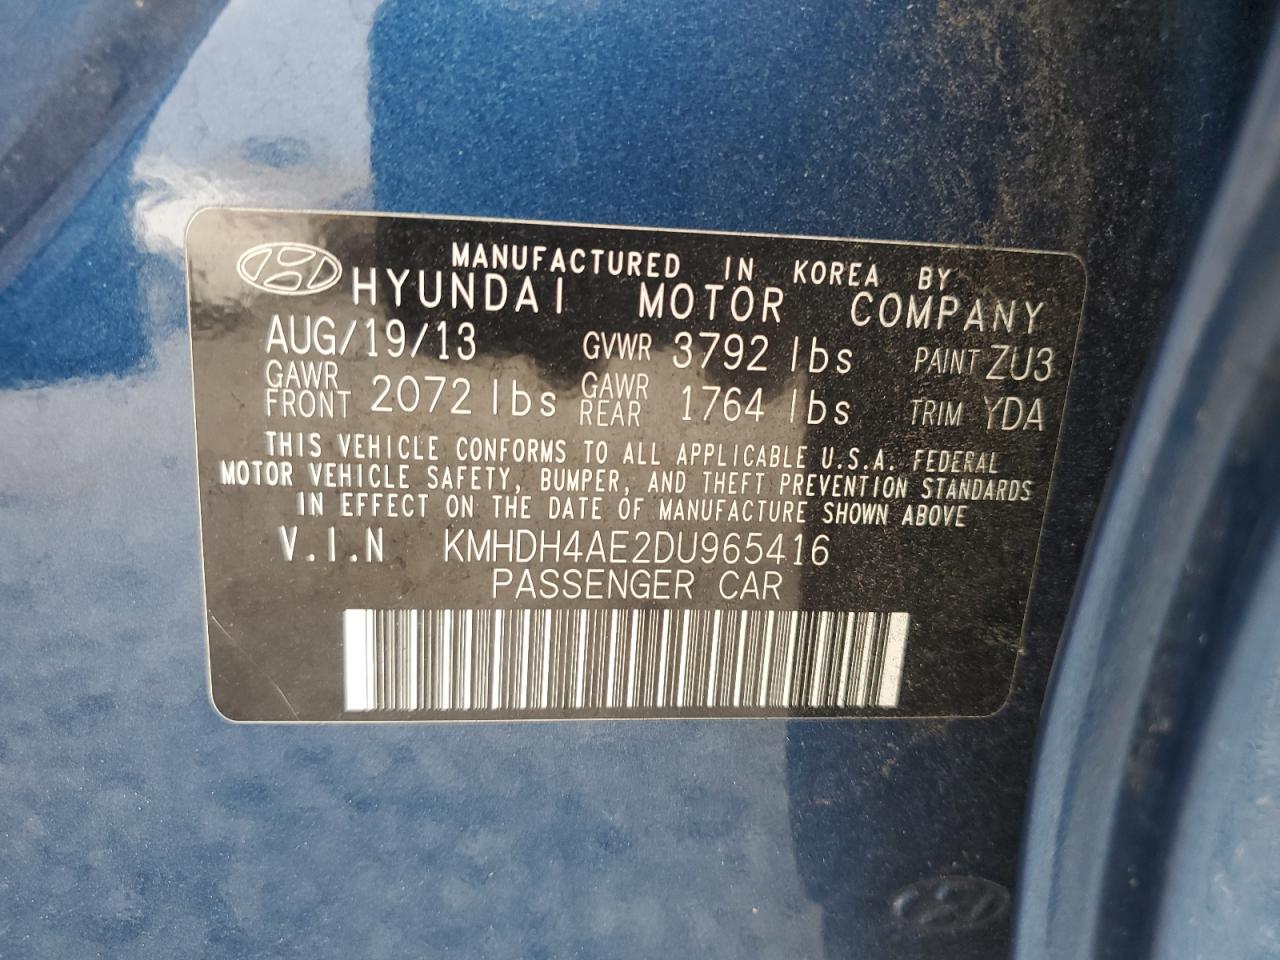 MANUFACTURED IN KOREA BY
HYUNDAI MOTOR COMPANY
AUG/19/13 GVWR 3792 lbs PAINT ZU3
GAWR FRONT 2072 lbs GAWR REAR 1764 lbs TRIM YDA
THIS VEHICLE CONFORMS TO ALL APPLICABLE U.S.A. FEDERAL
MOTOR VEHICLE SAFETY, BUMPER, AND THEFT PREVENTION STANDARDS
IN EFFECT ON THE DATE OF MANUFACTURE SHOWN ABOVE
V.I.N KMHDH4AE2DU965416
PASSENGER CAR